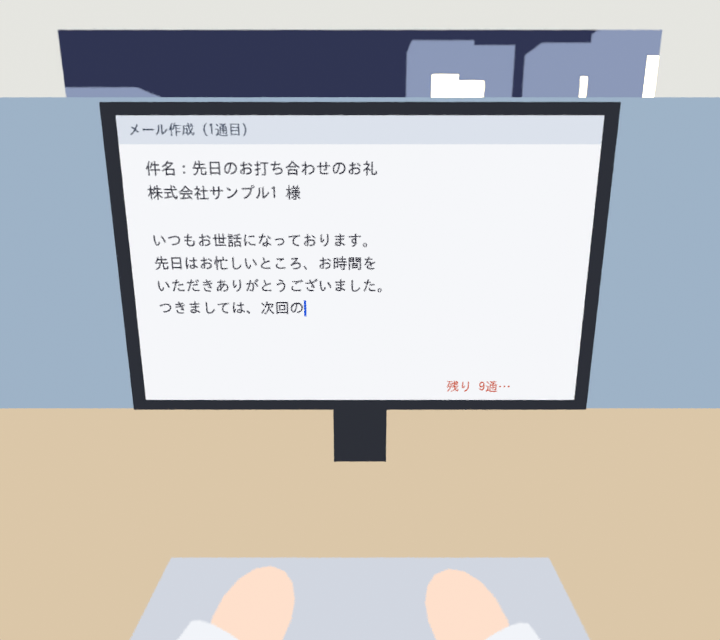 メール作成（1通目）
件名：先日のお打ち合わせのお礼
株式会社サンプル1 様
いつもお世話になっております。
先日はお忙しいところ、お時間を
いただきありがとうございました。
つきましては、次回の
残り 9通…